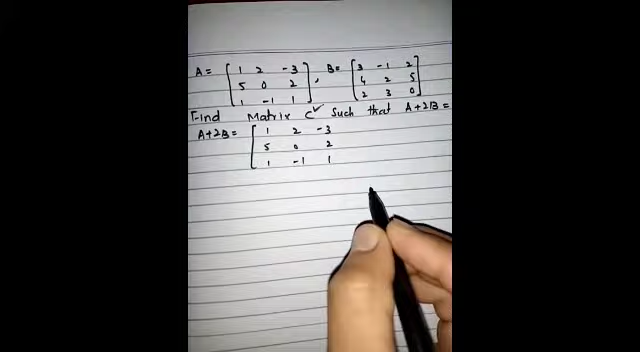 A = [ 1 2 -3 ] , B = [ 3 -1 2 ]
5 0 2 4 2 5
1 -1 1 2 3 0
Find Matrix C Such that A+2B=
A+2B = [ 1 2 -3
5 0 2
1 -1 1